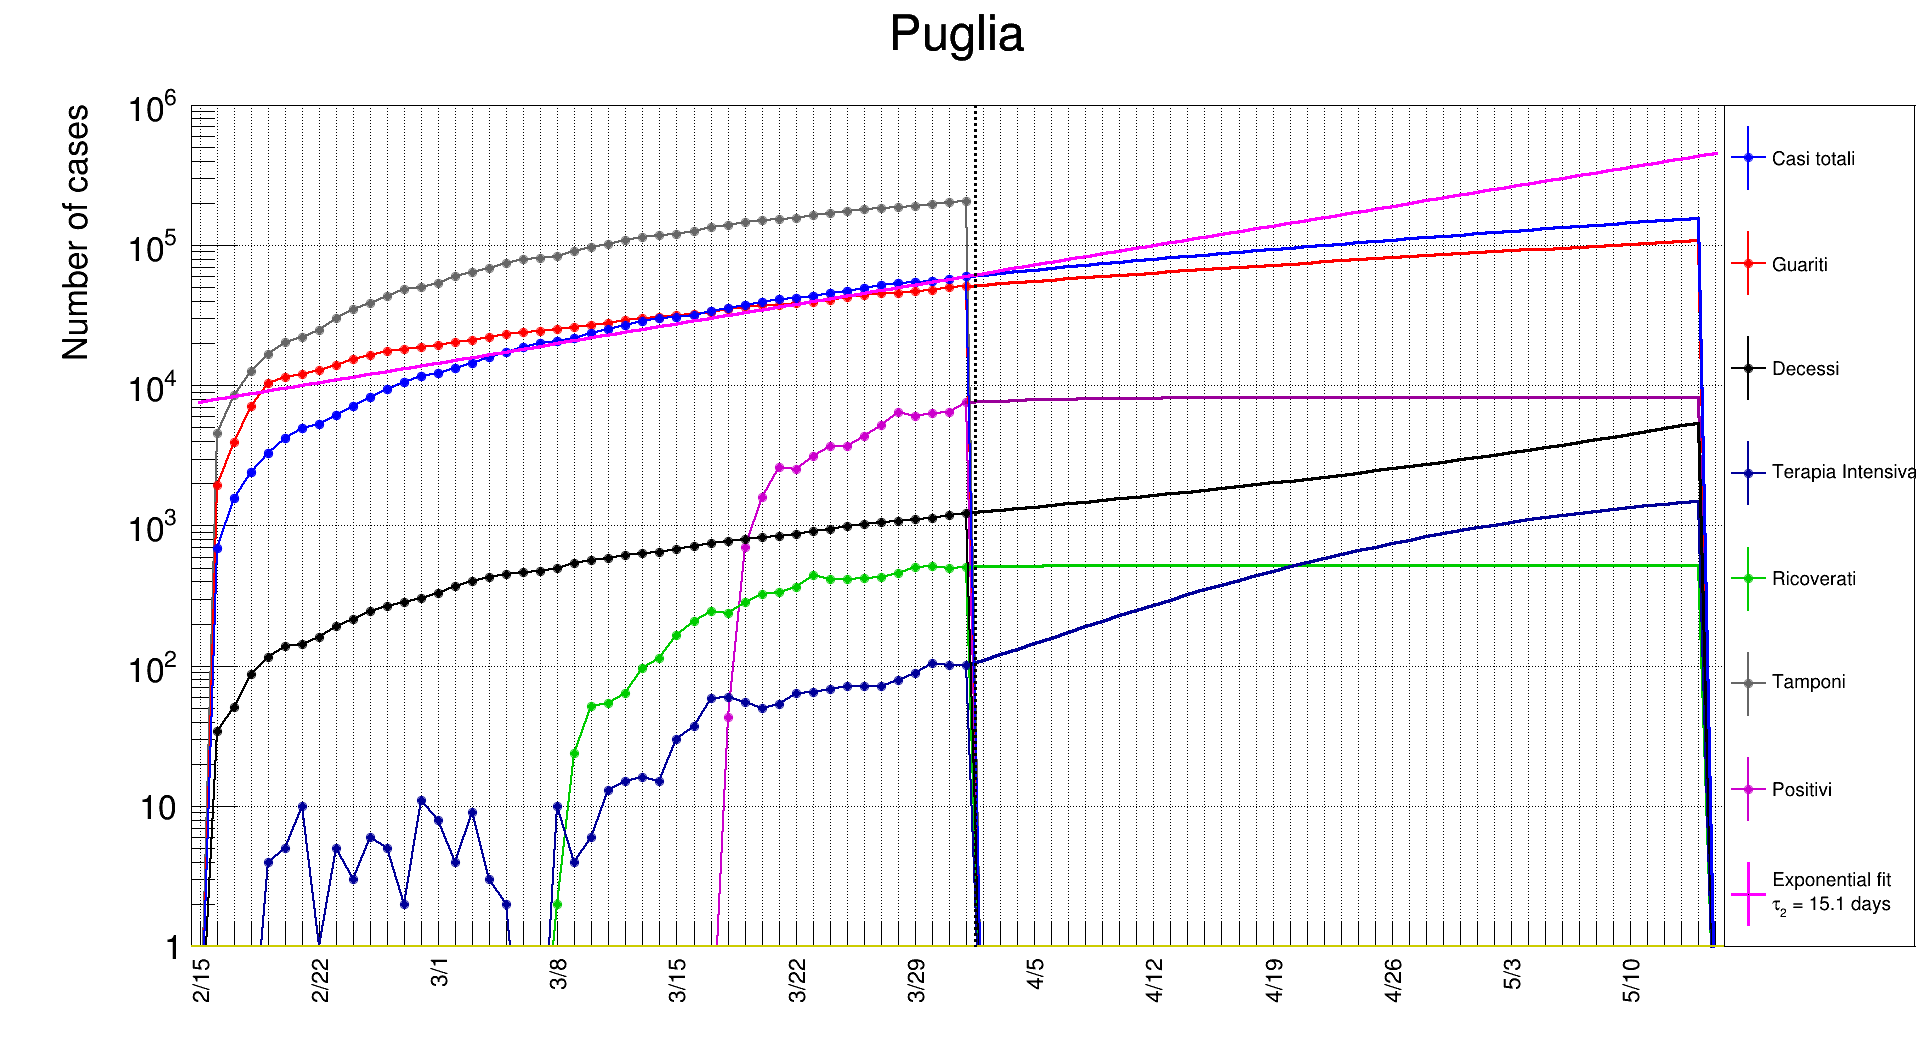 Puglia
Number of cases
10^6
10^5
10^4
10^3
10^2
10
1
2/15
2/22
3/1
3/8
3/15
3/22
3/29
4/5
4/12
4/19
4/26
5/3
5/10
Casi totali
Guariti
Decessi
Terapia Intensiva
Ricoverati
Tamponi
Positivi
Exponential fit
τ₂ = 15.1 days